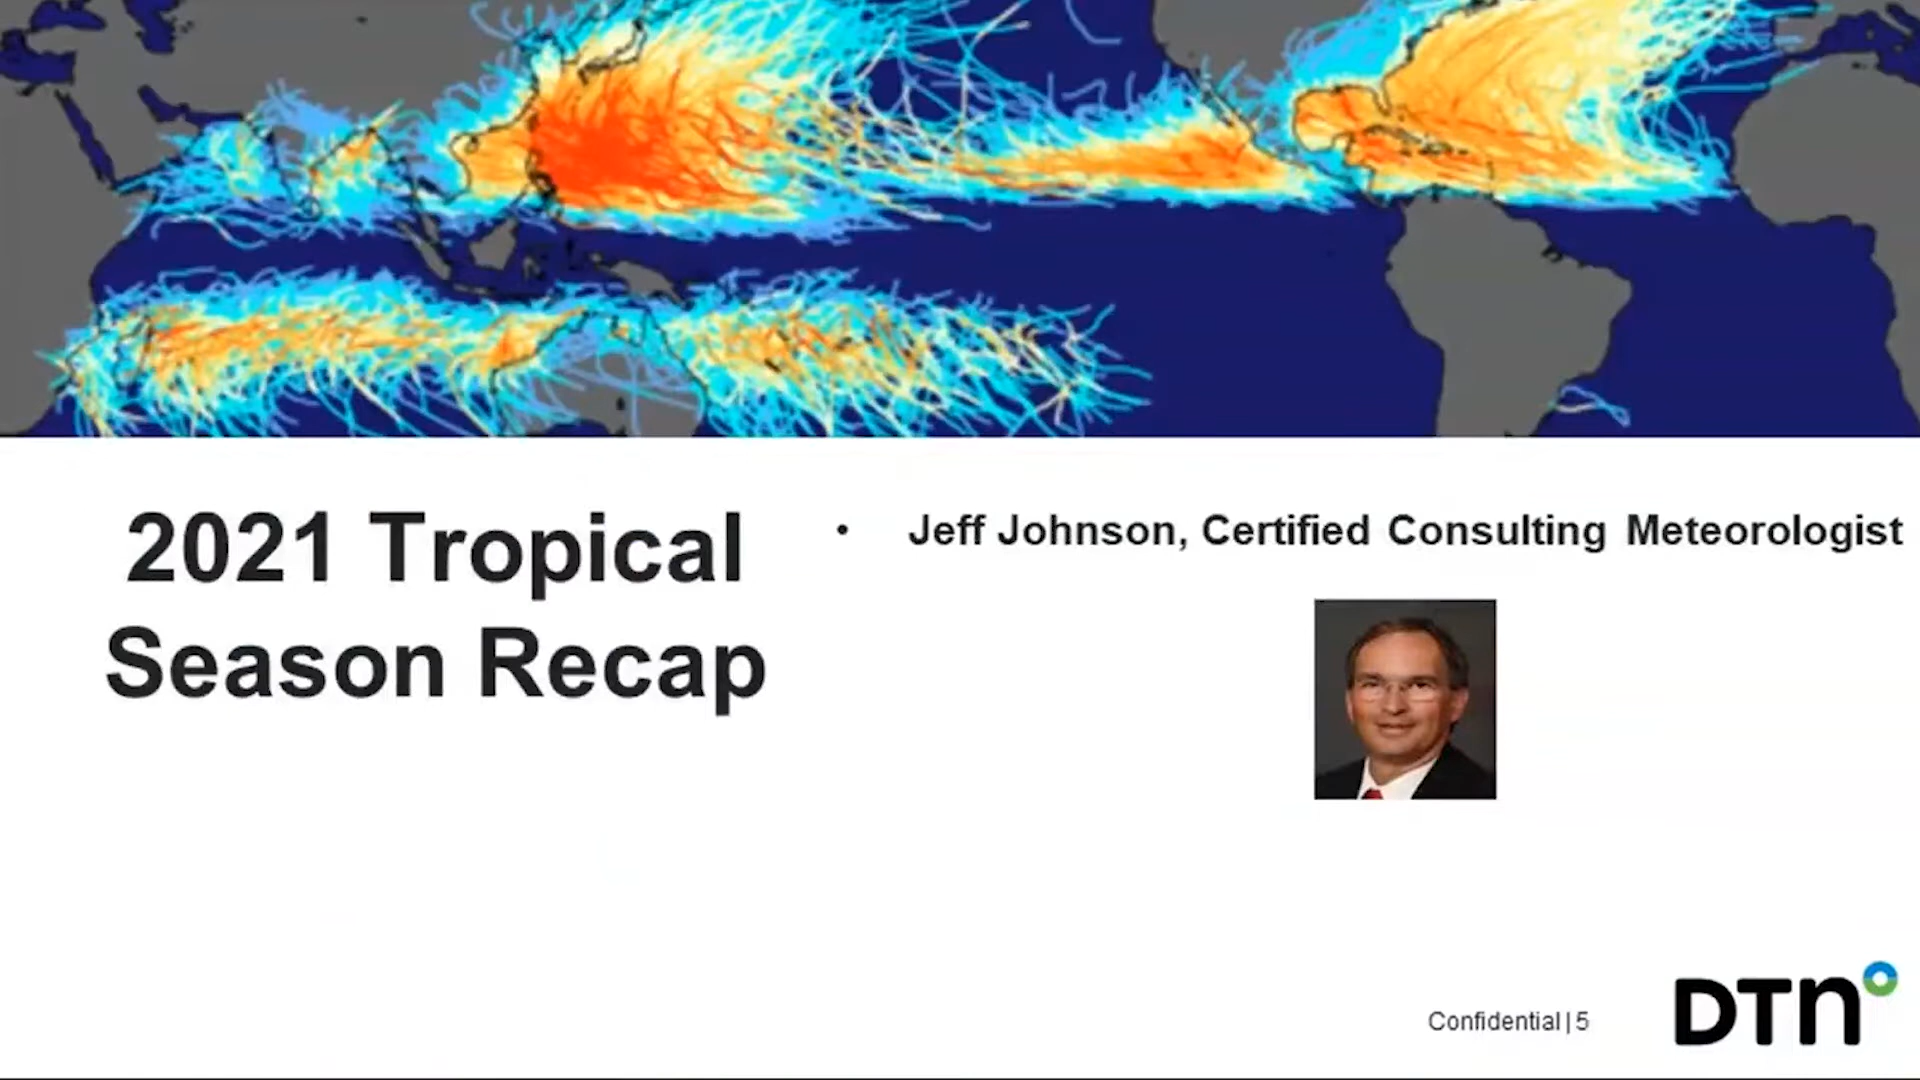 2021 Tropical
Season Recap
• Jeff Johnson, Certified Consulting Meteorologist
Confidential | 5
DTN